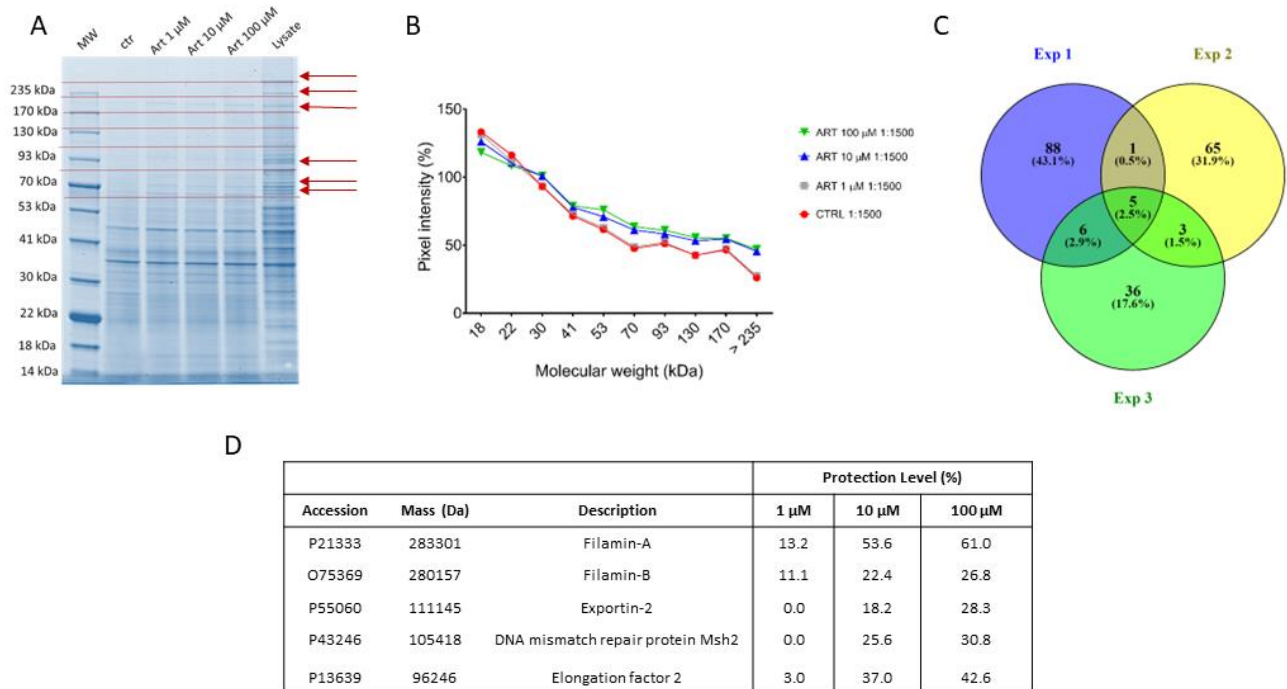 A
MW
ctr
Art 1 µM
Art 10 µM
Art 100 µM
Lysate
235 kDa
170 kDa
130 kDa
93 kDa
70 kDa
53 kDa
41 kDa
30 kDa
22 kDa
18 kDa
14 kDa
B
Pixel intensity (%)
150
100
50
0
18
22
30
41
53
70
93
130
170
> 235
Molecular weight (kDa)
ART 100 µM 1:1500
ART 10 µM 1:1500
ART 1 µM 1:1500
CTRL 1:1500
C
Exp 1
Exp 2
88
(43.1%)
1
(0.5%)
65
(31.9%)
5
(2.5%)
6
(2.9%)
3
(1.5%)
36
(17.6%)
Exp 3
D
Protection Level (%)
Accession Mass (Da) Description 1 µM 10 µM 100 µM
P21333 283301 Filamin-A 13.2 53.6 61.0
O75369 280157 Filamin-B 11.1 22.4 26.8
P55060 111145 Exportin-2 0.0 18.2 28.3
P43246 105418 DNA mismatch repair protein Msh2 0.0 25.6 30.8
P13639 96246 Elongation factor 2 3.0 37.0 42.6